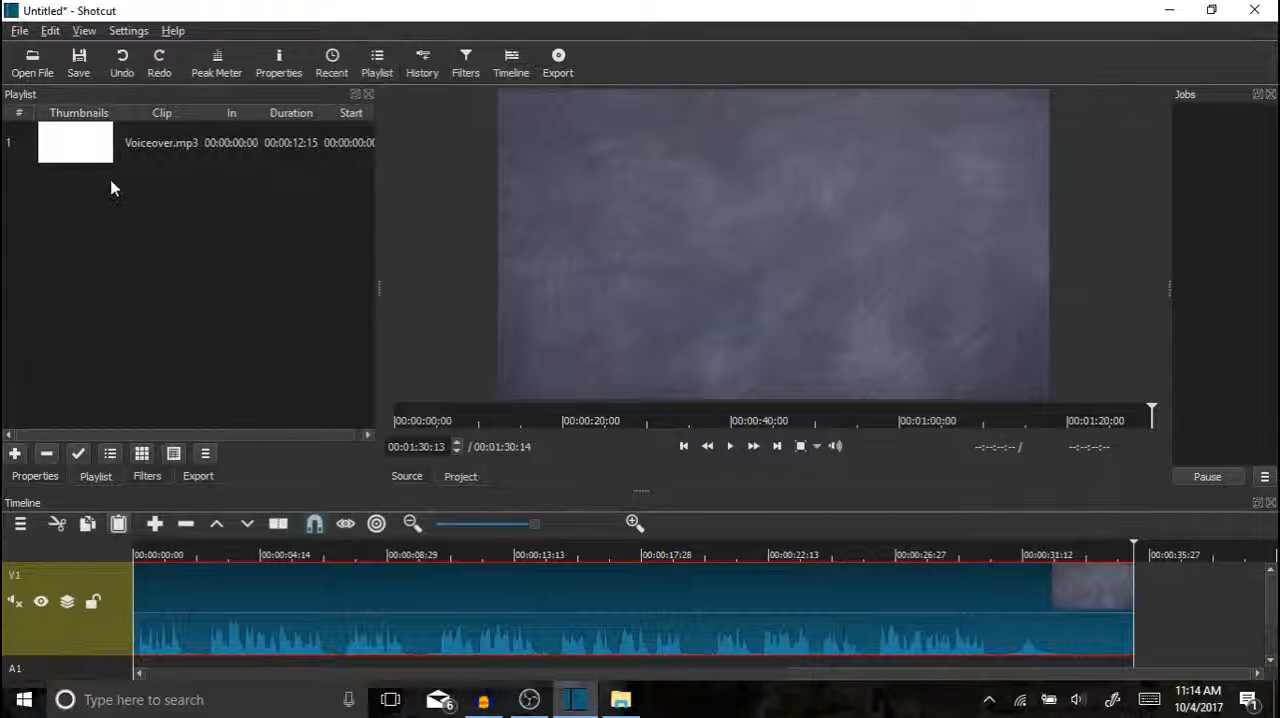 Untitled* - Shotcut
File Edit View Settings Help
Open File Save Undo Redo Peak Meter Properties Recent Playlist History Filters Timeline Export
Playlist
Jobs
# Thumbnails Clip In Duration Start
1 Voiceover.mp3 00:00:00:00 00:00:12:15 00:00:00:00
00:00:00;00 00:00:20;00 00:00:40;00 00:01:00;00 00:01:20;00
00:01:30:13 / 00:01:30:14 --:--:--:-- / --:--:--:--
Properties Playlist Filters Export
Source Project
Pause
Timeline
00:00:00:00 00:00:04:14 00:00:08:29 00:00:13:13 00:00:17:28 00:00:22:13 00:00:26:27 00:00:31:12 00:00:35:27
V1
A1
Type here to search
6
11:14 AM
10/4/2017
1